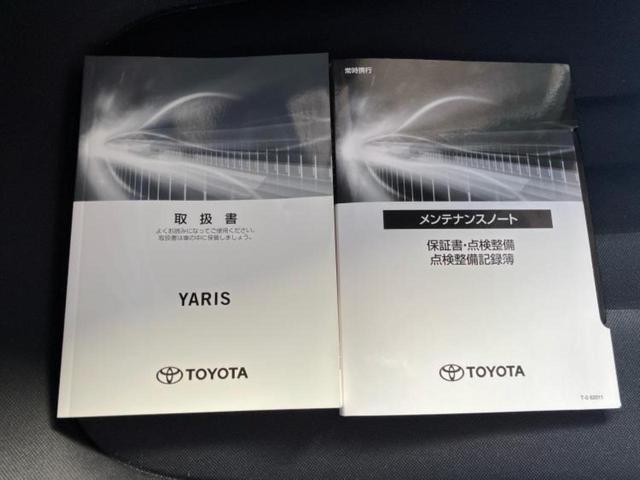 取扱書
よくお読みになってご使用ください。
取扱書は車の中に保管しましょう。
YARIS
TOYOTA
常時携行
メンテナンスノート
保証書・点検整備
点検整備記録簿
TOYOTA